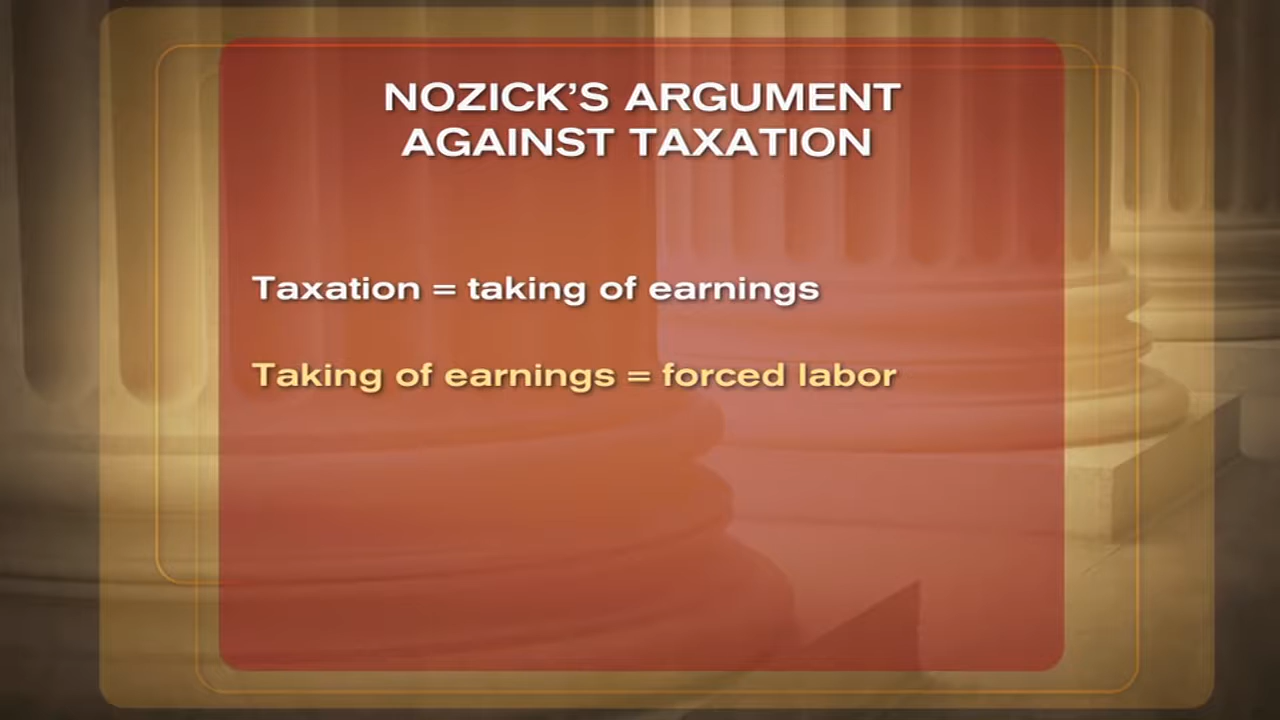 NOZICK’S ARGUMENT
AGAINST TAXATION
Taxation = taking of earnings
Taking of earnings = forced labor